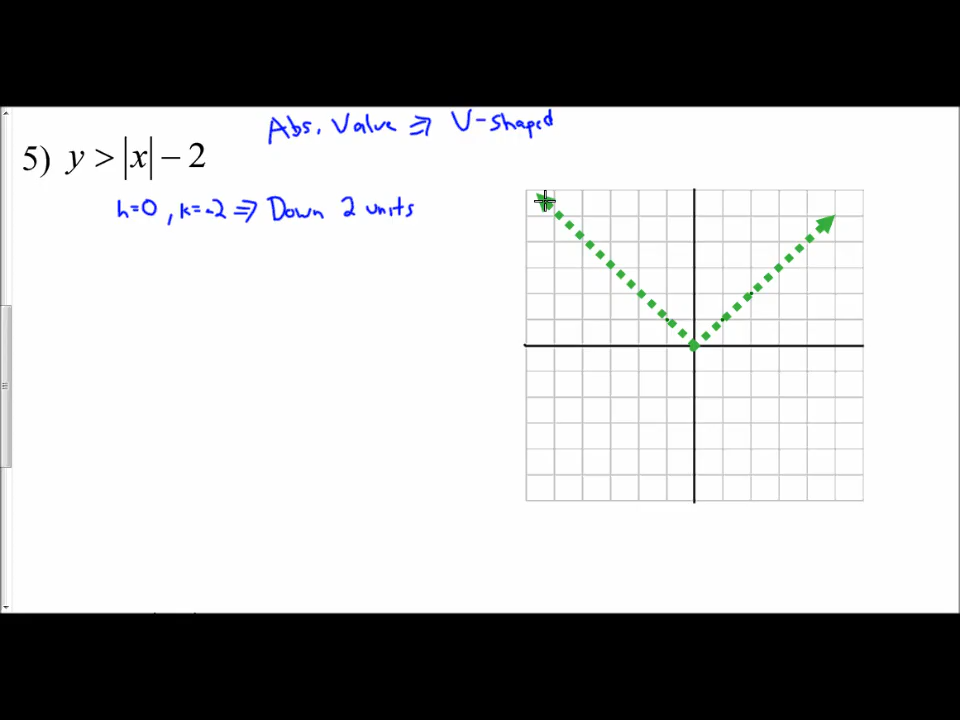 Abs. Value ⇒ V-shaped
5) y > |x| − 2
h=0, k=-2 ⇒ Down 2 units